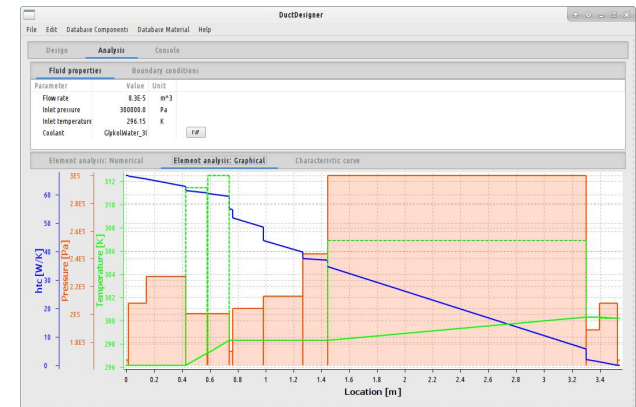 DuctDesigner
File Edit Database Components Database Material Help
Design Analysis Console
Fluid properties Boundary conditions
Parameter Value Unit
Flow rate 8.3E-5 m^3
Inlet pressure 300000.0 Pa
Inlet temperature 296.15 K
Coolant GlykolWater_30
Element analysis: Numerical Element analysis: Graphical Characteristic curve
htc [W/K]
60
50
40
30
20
10
0
Pressure [Pa]
3E5
2.8E5
2.6E5
2.4E5
2.2E5
2E5
1.8E5
Temperature [K]
312
310
308
306
304
302
300
298
296
0 0.2 0.4 0.6 0.8 1 1.2 1.4 1.6 1.8 2 2.2 2.4 2.6 2.8 3 3.2 3.4
Location [m]